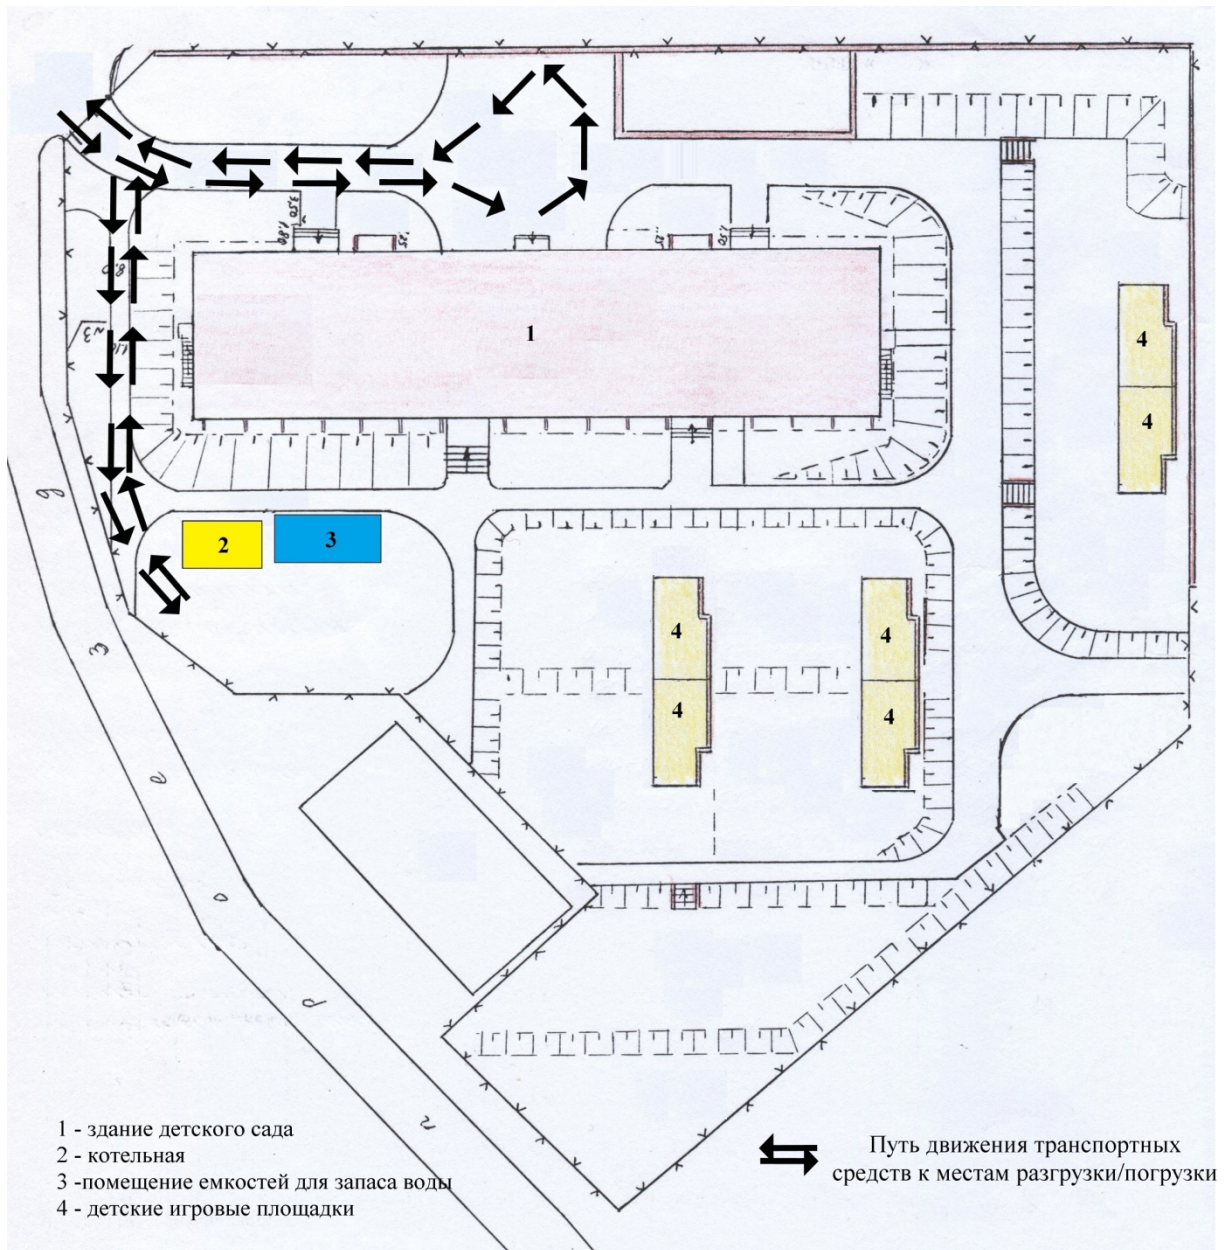 1
4
4
2
3
4
4
4
4
1 - здание детского сада
2 - котельная
3 -помещение емкостей для запаса воды
4 - детские игровые площадки
Путь движения транспортных
средств к местам разгрузки/погрузки